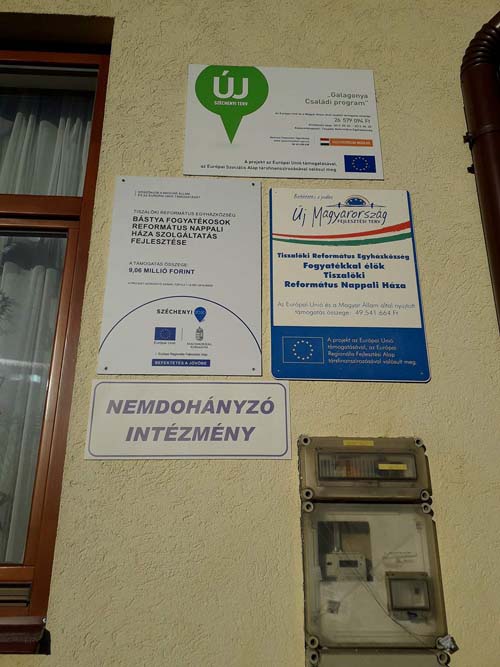 ÚJ
SZÉCHENYI TERV
„Galagonya
Családi program"
26 579 094 Ft
A projekt az Európai Unió támogatásával,
az Európai Szociális Alap társfinanszírozásával valósul meg.
TISZALÖKI REFORMÁTUS EGYHÁZKÖZSÉG
BÁSTYA FOGYATÉKOSOK
REFORMÁTUS NAPPALI
HÁZA SZOLGÁLTATÁS
FEJLESZTÉSE
A TÁMOGATÁS ÖSSZEGE:
9,06 MILLIÓ FORINT
SZÉCHENYI
Európai Unió
MAGYARORSZÁG
KORMÁNYA
Európai Regionális Fejlesztési Alap
BEFEKTETÉS A JÖVŐBE
Új Magyarország
FEJLESZTÉSI TERV
Tiszalöki Református Egyházközség
Fogyatékkal élők
Tiszalöki
Református Nappali Háza
Az Európai Unió és a Magyar Állam által nyújtott
támogatás összege: 49 541 664 Ft
A projekt az Európai Unió
támogatásával, az Európai
Regionális Fejlesztési Alap
társfinanszírozásával valósult meg.
NEMDOHÁNYZÓ
INTÉZMÉNY